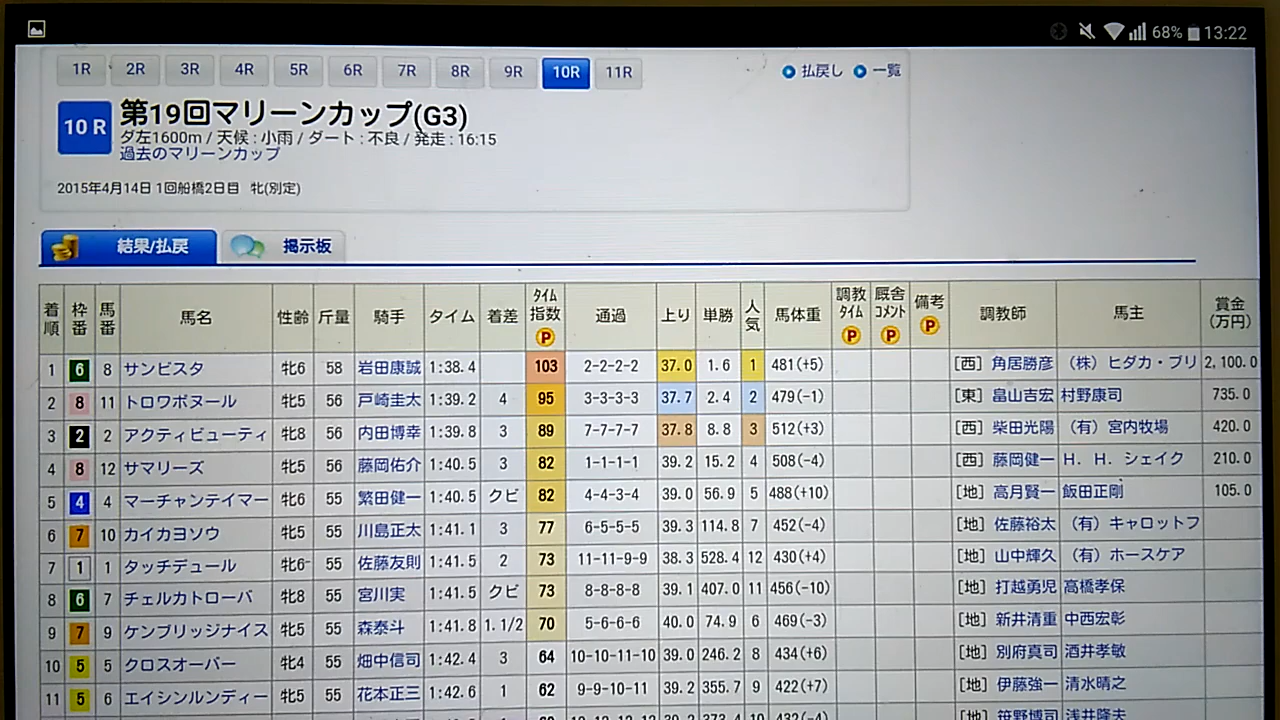 68% 13:22
1R 2R 3R 4R 5R 6R 7R 8R 9R 10R 11R 払戻し 一覧
10 R 第19回マリーンカップ(G3)
ダ左1600m / 天候 : 小雨 / ダート : 不良 / 発走 : 16:15
過去のマリーンカップ
2015年4月14日 1回船橋2日目 牝(別定)
結果/払戻 掲示板
着順 枠番 馬番 馬名 性齢 斤量 騎手 タイム 着差 タイム指数 P 通過 上り 単勝 人気 馬体重 調教タイム P 厩舎コメント P 備考 P 調教師 馬主 賞金(万円)
1 6 8 サンビスタ 牝6 58 岩田康誠 1:38.4 103 2-2-2-2 37.0 1.6 1 481(+5) [西] 角居勝彦 (株)ヒダカ・ブリ 2,100.0
2 8 11 トロワボヌール 牝5 56 戸崎圭太 1:39.2 4 95 3-3-3-3 37.7 2.4 2 479(-1) [東] 畠山吉宏 村野康司 735.0
3 2 2 アクティビューティ 牝8 56 内田博幸 1:39.8 3 89 7-7-7-7 37.8 8.8 3 512(+3) [西] 柴田光陽 (有)宮内牧場 420.0
4 8 12 サマリーズ 牝5 56 藤岡佑介 1:40.5 3 82 1-1-1-1 39.2 15.2 4 508(-4) [西] 藤岡健一 H.H.シェイク 210.0
5 4 4 マーチャンテイマー 牝6 55 繁田健一 1:40.5 クビ 82 4-4-3-4 39.0 56.9 5 488(+10) [地] 高月賢一 飯田正剛 105.0
6 7 10 カイカヨソウ 牝5 55 川島正太 1:41.1 3 77 6-5-5-5 39.3 114.8 7 452(-4) [地] 佐藤裕太 (有)キャロットフ
7 1 1 タッチデュール 牝6 55 佐藤友則 1:41.5 2 73 11-11-9-9 38.3 528.4 12 430(+4) [地] 山中輝久 (有)ホースケア
8 6 7 チェルカトローバ 牝8 55 宮川実 1:41.5 クビ 73 8-8-8-8 39.1 407.0 11 456(-10) [地] 打越勇児 高橋孝保
9 7 9 ケンブリッジナイス 牝5 55 森泰斗 1:41.8 1.1/2 70 5-6-6-6 40.0 74.9 6 469(-3) [地] 新井清重 中西宏彰
10 5 5 クロスオーバー 牝4 55 畑中信司 1:42.4 3 64 10-10-11-10 39.0 246.2 8 434(+6) [地] 別府真司 酒井孝敏
11 5 6 エイシンルンディー 牝5 55 花本正三 1:42.6 1 62 9-9-10-11 39.2 355.7 9 422(+7) [地] 伊藤強一 清水晴之
12-12-12-12 39.2 373.4 10 432(-4) [地] 笹野博司 浅井隆夫